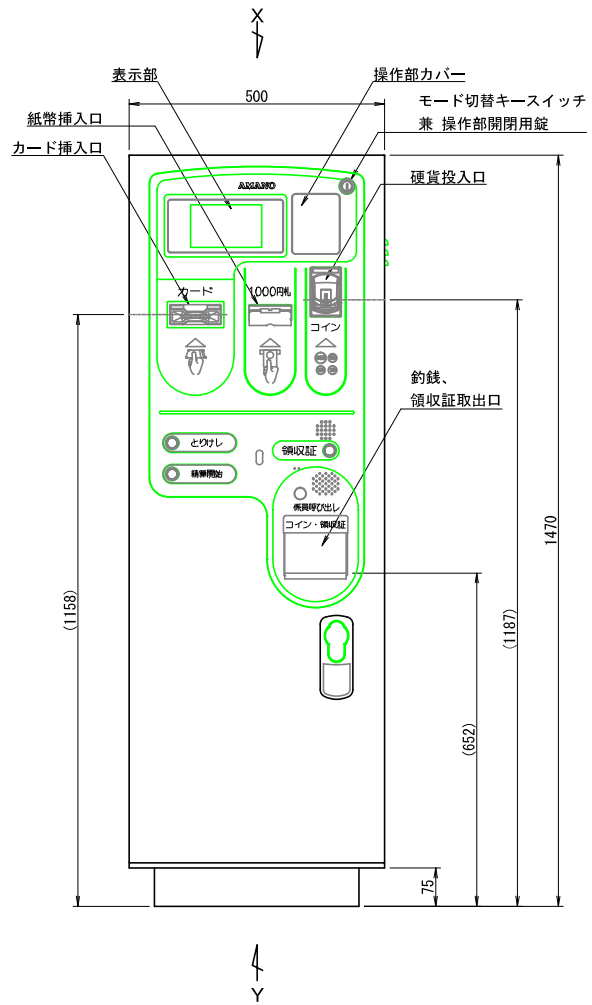 X
表示部
操作部カバー
500
モード切替キースイッチ
兼 操作部開閉用錠
紙幣挿入口
カード挿入口
硬貨投入口
AMANO
カード
1000円札
コイン
釣銭、
領収証取出口
とりけし
領収証
精算開始
係員呼び出し
コイン・領収証
1470
(1158)
(1187)
(652)
75
Y